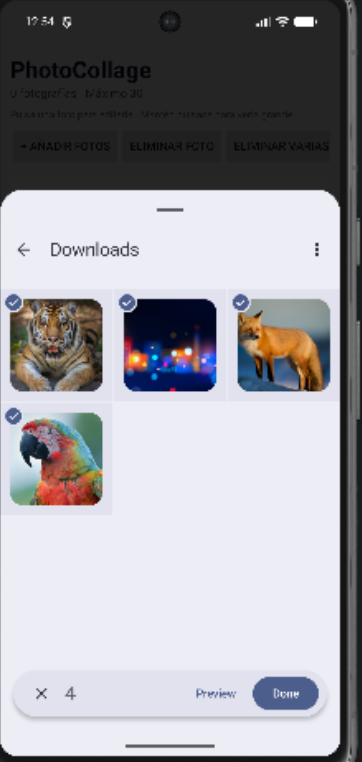 12:54
PhotoCollage
0 fotografías · Máximo 30
+ AÑADIR FOTOS ELIMINAR FOTO ELIMINAR VARIAS
Downloads
4 Preview Done